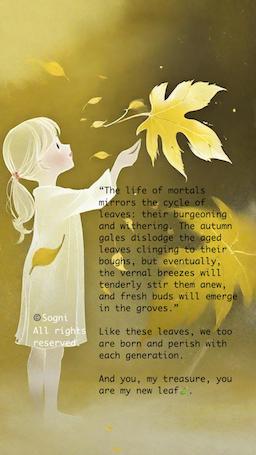 “The life of mortals
mirrors the cycle of
leaves: their burgeoning
and withering. The autumn
gales dislodge the aged
leaves clinging to their
boughs, but eventually,
the vernal breezes will
tenderly stir them anew,
and fresh buds will emerge
in the groves.”
Like these leaves, we too
are born and perish with
each generation.
And you, my treasure, you
are my new leaf🍃.
©Sogni
All rights
reserved.